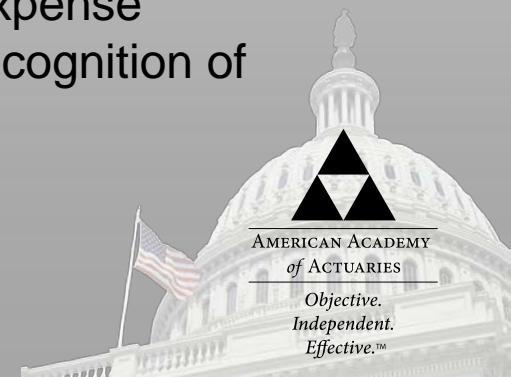 xpense
cognition of
AMERICAN ACADEMY
of ACTUARIES
Objective.
Independent.
Effective.™